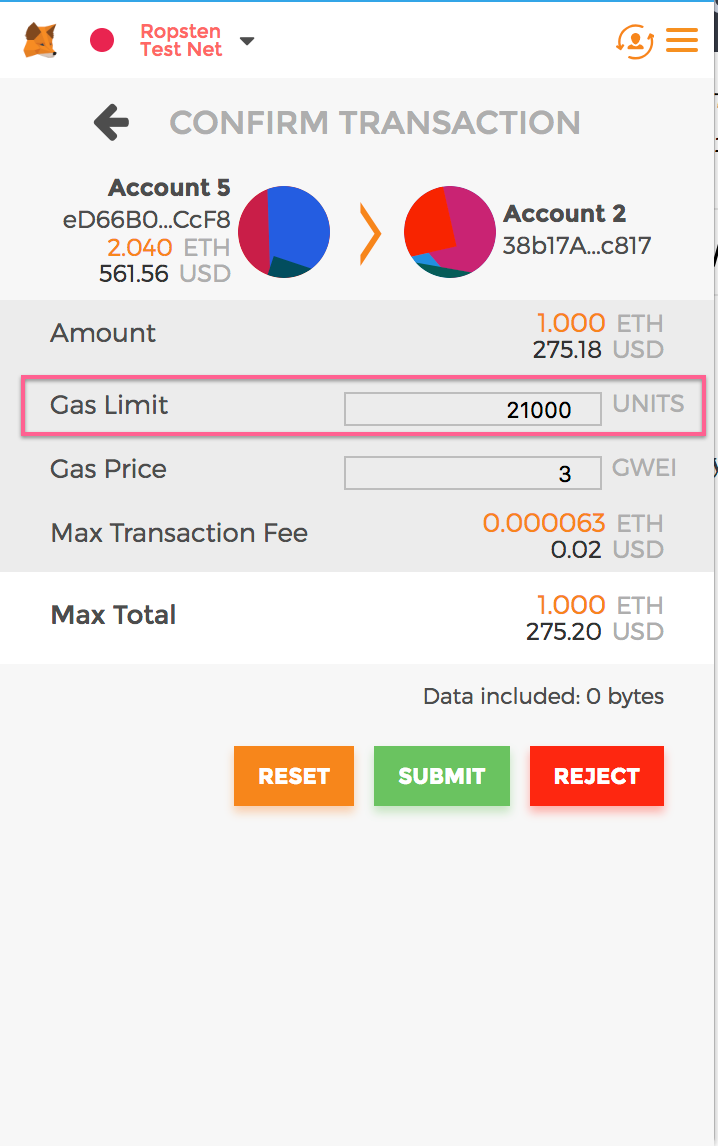 Ropsten
Test Net
CONFIRM TRANSACTION
Account 5
eD66B0...CcF8
2.040 ETH
561.56 USD
Account 2
38b17A...c817
Amount
1.000 ETH
275.18 USD
Gas Limit 21000 UNITS
Gas Price 3 GWEI
Max Transaction Fee
0.000063 ETH
0.02 USD
Max Total
1.000 ETH
275.20 USD
Data included: 0 bytes
RESET SUBMIT REJECT